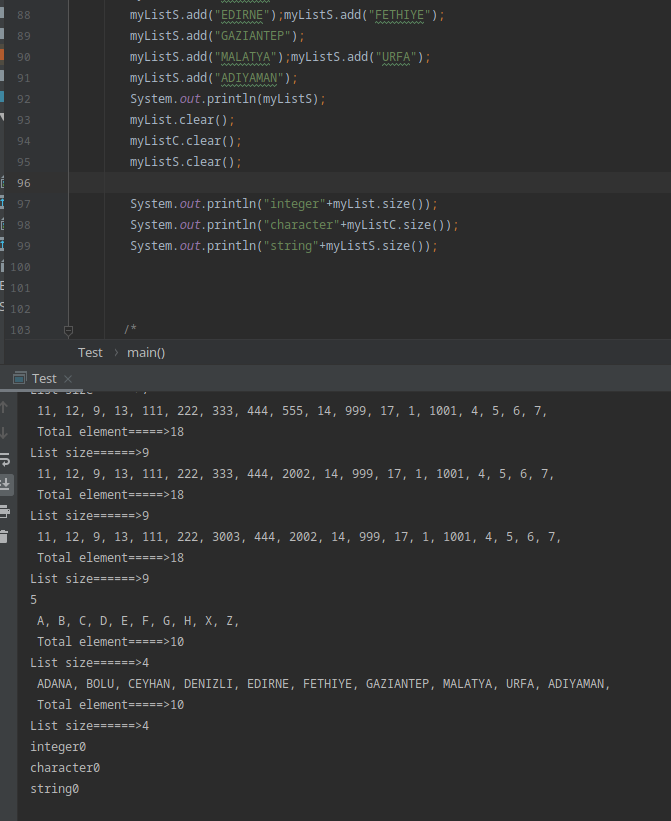 88 myListS.add("EDIRNE");myListS.add("FETHIYE");
89 myListS.add("GAZIANTEP");
90 myListS.add("MALATYA");myListS.add("URFA");
91 myListS.add("ADIYAMAN");
92 System.out.println(myListS);
93 myList.clear();
94 myListC.clear();
95 myListS.clear();
96
97 System.out.println("integer"+myList.size());
98 System.out.println("character"+myListC.size());
99 System.out.println("string"+myListS.size());
100
101
102
103 /*
Test > main()
Test ×
11, 12, 9, 13, 111, 222, 333, 444, 555, 14, 999, 17, 1, 1001, 4, 5, 6, 7,
Total element=====>18
List size======>9
11, 12, 9, 13, 111, 222, 333, 444, 2002, 14, 999, 17, 1, 1001, 4, 5, 6, 7,
Total element=====>18
List size======>9
11, 12, 9, 13, 111, 222, 3003, 444, 2002, 14, 999, 17, 1, 1001, 4, 5, 6, 7,
Total element=====>18
List size======>9
5
A, B, C, D, E, F, G, H, X, Z,
Total element=====>10
List size======>4
ADANA, BOLU, CEYHAN, DENIZLI, EDIRNE, FETHIYE, GAZIANTEP, MALATYA, URFA, ADIYAMAN,
Total element=====>10
List size======>4
integer0
character0
string0